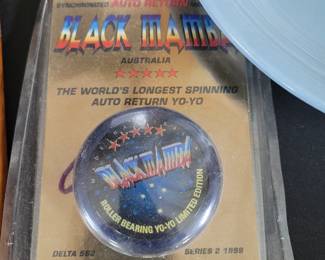 SYNCHRONATED AUTO RETURN
BLACK MAMBA
AUSTRALIA
THE WORLD'S LONGEST SPINNING
AUTO RETURN YO-YO
BLACK MAMBA
ROLLER BEARING YO-YO LIMITED EDITION
DELTA 552
SERIES 2 1999